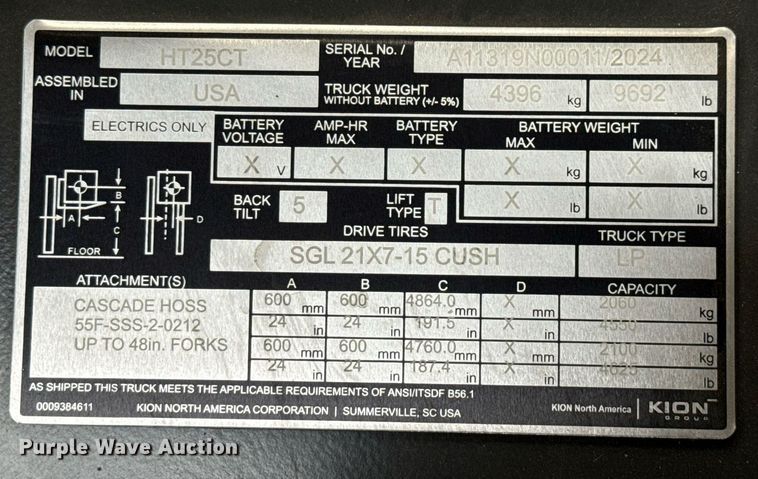 MODEL HT25CT SERIAL No. / YEAR A11319N00011/2024
ASSEMBLED IN USA TRUCK WEIGHT WITHOUT BATTERY (+/- 5%) 4396 kg 9692 lb
ELECTRICS ONLY BATTERY VOLTAGE AMP-HR MAX BATTERY TYPE BATTERY WEIGHT MAX MIN
X V X X X kg X kg
BACK TILT 5 LIFT TYPE T X lb X lb
A B C D
FLOOR
DRIVE TIRES TRUCK TYPE
SGL 21X7-15 CUSH LP
ATTACHMENT(S) A B C D CAPACITY
CASCADE HOSS 600 mm 600 mm 4864.0 mm X mm 2060 kg
55F-SSS-2-0212 24 in 24 in 191.5 in X in 4550 lb
UP TO 48in. FORKS 600 mm 600 mm 4760.0 mm X mm 2100 kg
24 in 24 in 187.4 in X in 4625 lb
AS SHIPPED THIS TRUCK MEETS THE APPLICABLE REQUIREMENTS OF ANSI/ITSDF B56.1
0009384611 KION NORTH AMERICA CORPORATION | SUMMERVILLE, SC USA KION North America | KION GROUP
Purple Wave Auction